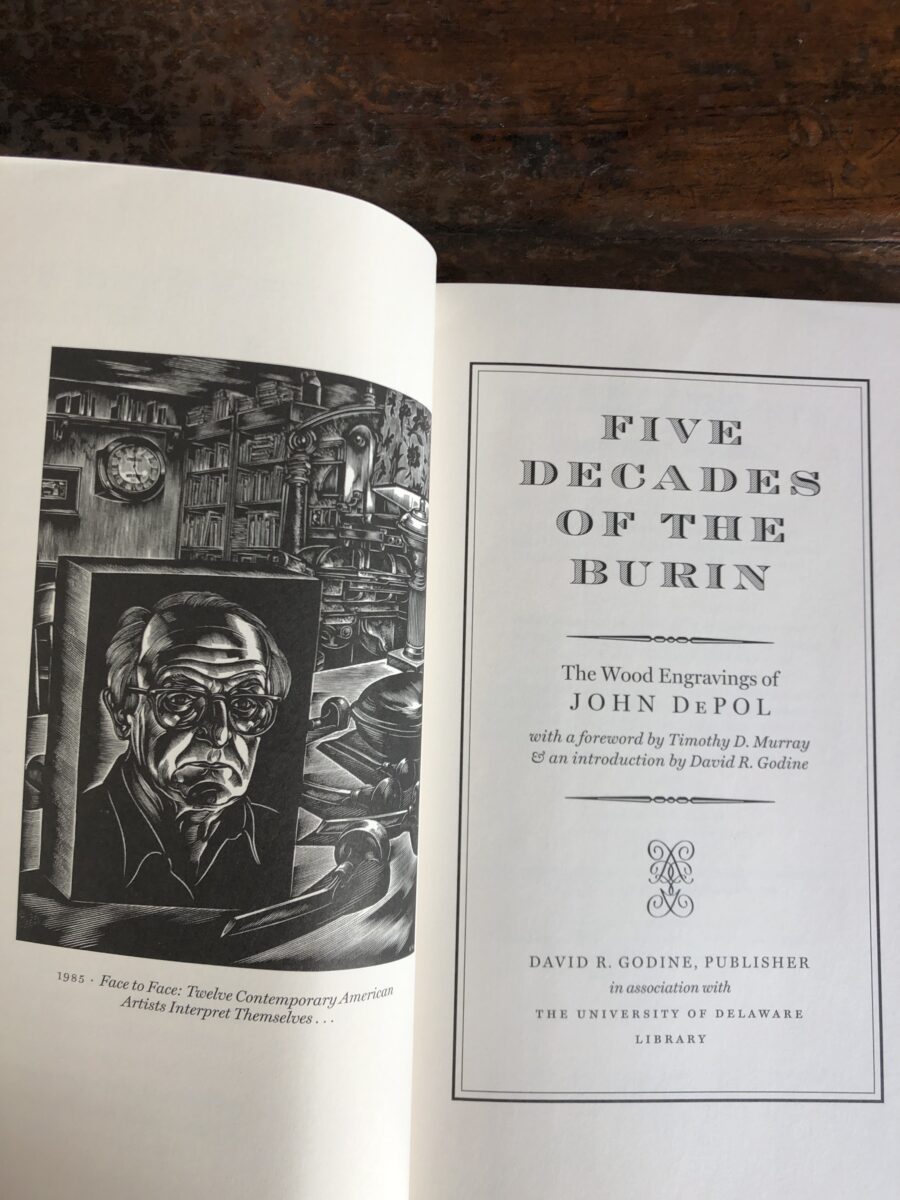 1985 · Face to Face: Twelve Contemporary American
Artists Interpret Themselves . . .
FIVE
DECADES
OF THE
BURIN
The Wood Engravings of
JOHN DEPOL
with a foreword by Timothy D. Murray
& an introduction by David R. Godine
DAVID R. GODINE, PUBLISHER
in association with
THE UNIVERSITY OF DELAWARE
LIBRARY